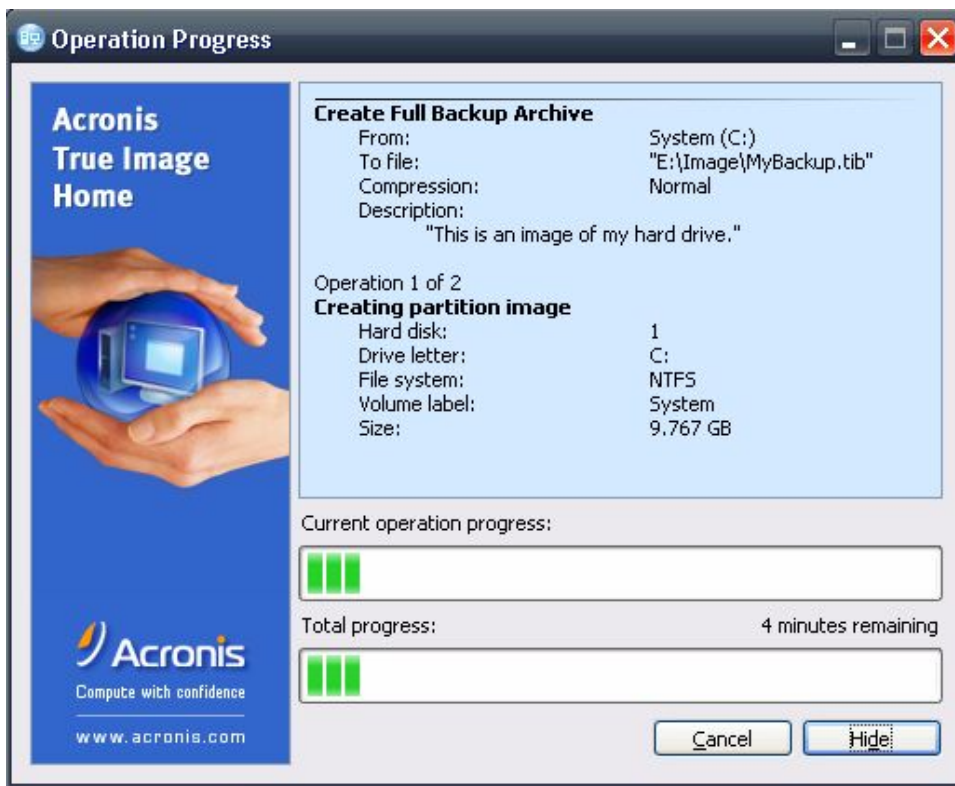 Operation Progress
Acronis
True Image
Home
Create Full Backup Archive
From: System (C:)
To file: "E:\Image\MyBackup.tib"
Compression: Normal
Description:
"This is an image of my hard drive."
Operation 1 of 2
Creating partition image
Hard disk: 1
Drive letter: C:
File system: NTFS
Volume label: System
Size: 9.767 GB
Current operation progress:
Total progress: 4 minutes remaining
Acronis
Compute with confidence
www.acronis.com
Cancel Hide